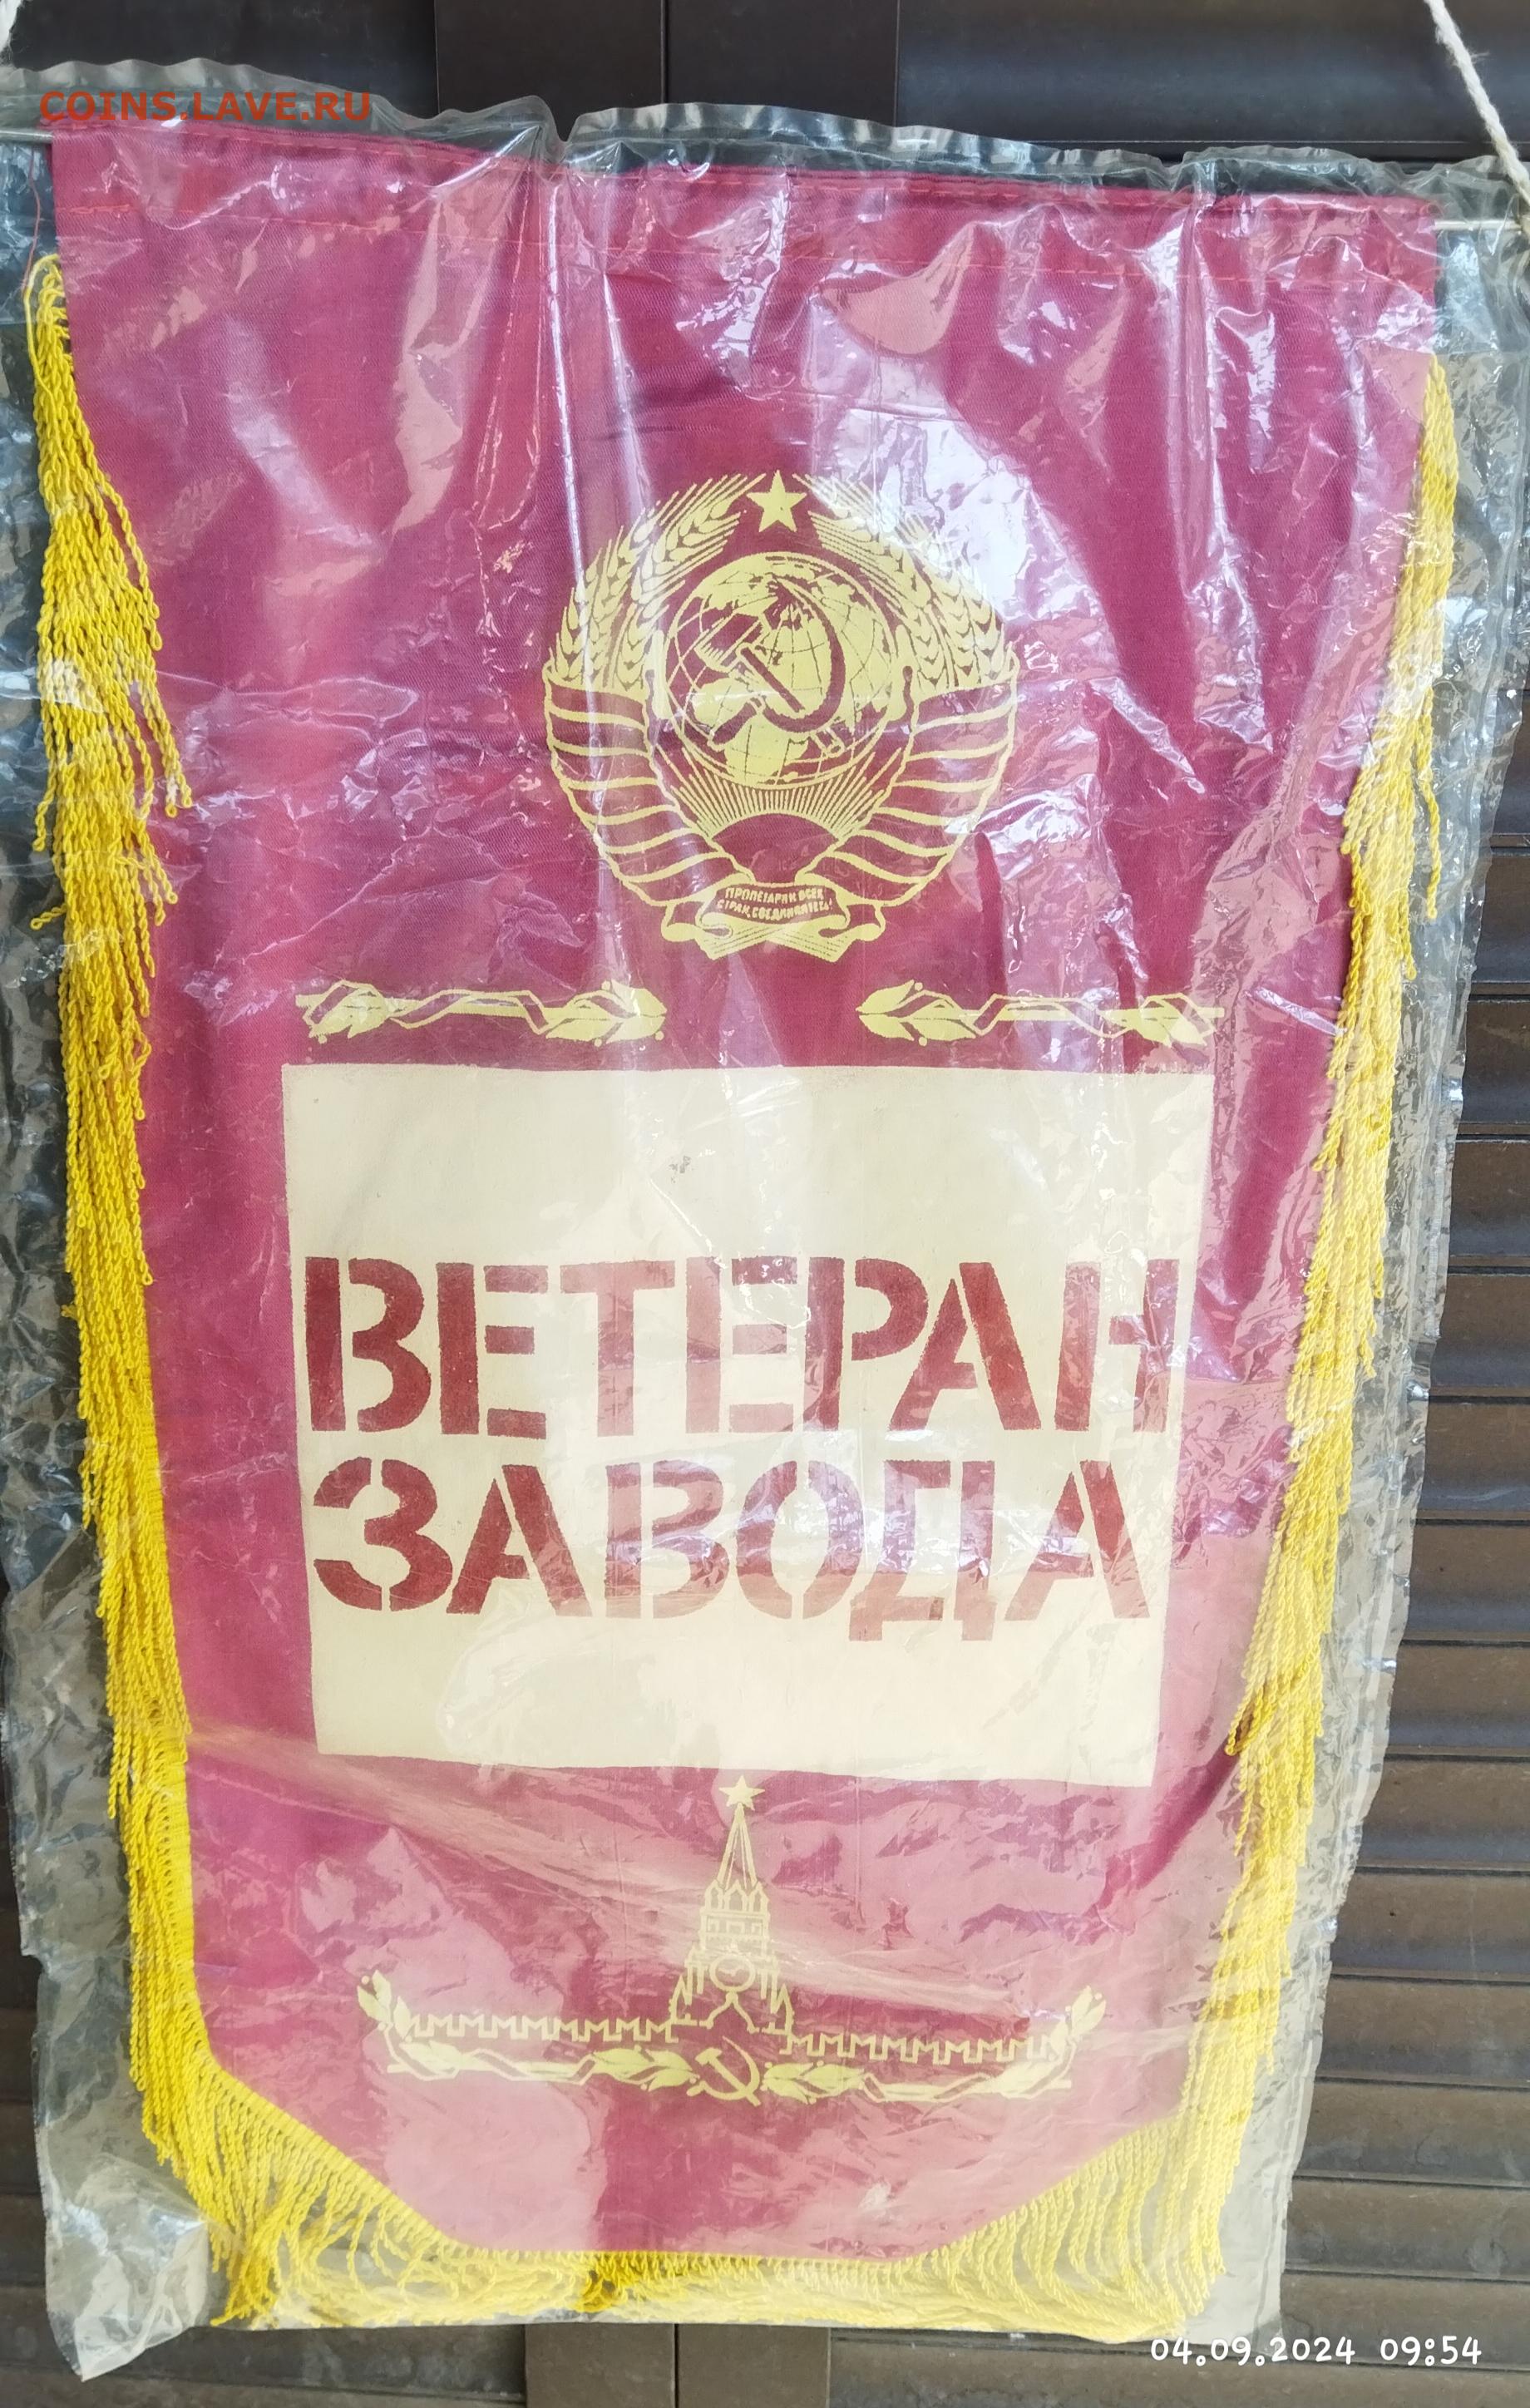 COINS.LAVE.RU
ПРОЛЕТАРИИ ВСЕХ
СТРАН, СОЕДИНЯЙТЕСЬ!
ВЕТЕРАН
ЗАВОДА
04.09.2024 09:54